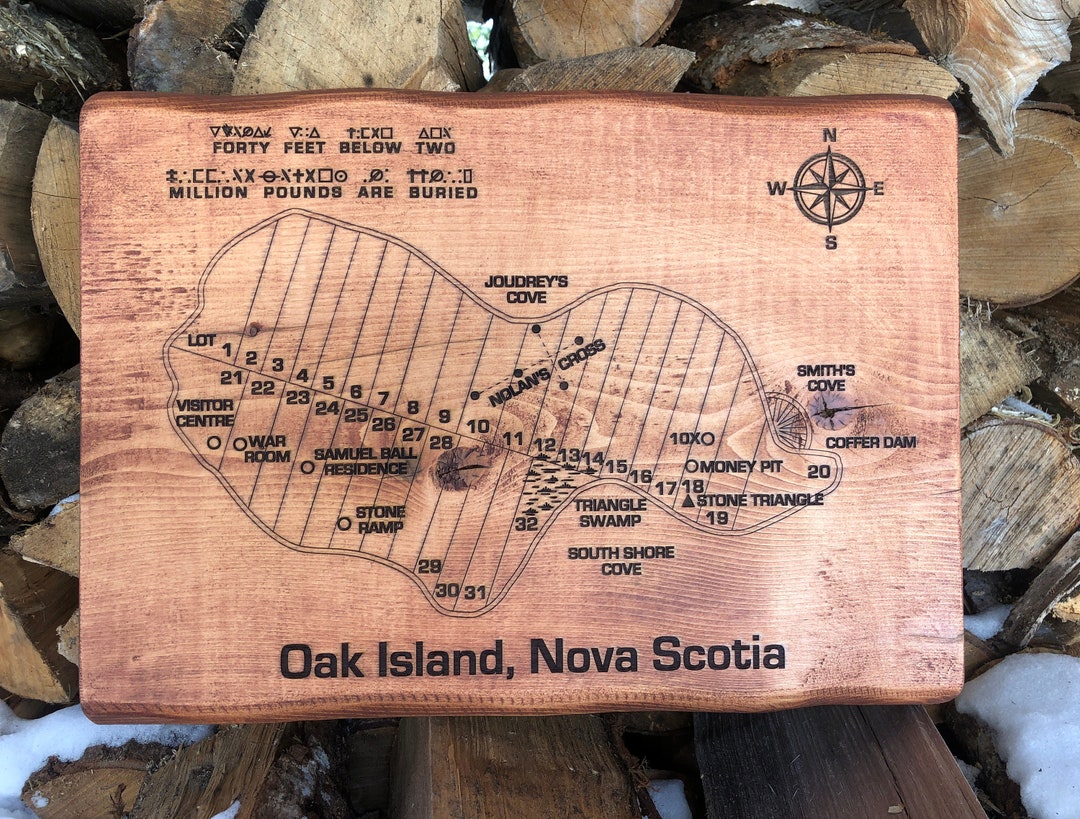 FORTY FEET BELOW TWO
MILLION POUNDS ARE BURIED
N
W E
S
JOUDREY'S
COVE
NOLAN'S CROSS
SMITH'S
COVE
COFFER DAM
LOT 1 2 3 4 5 6 7 8 9 10 11 12 13 14 15 16 17 18 19 20
21 22 23 24 25 26 27 28
29 30 31
32
VISITOR
CENTRE
WAR
ROOM
SAMUEL BALL
RESIDENCE
STONE
RAMP
10X
MONEY PIT
STONE TRIANGLE
TRIANGLE
SWAMP
SOUTH SHORE
COVE
Oak Island, Nova Scotia